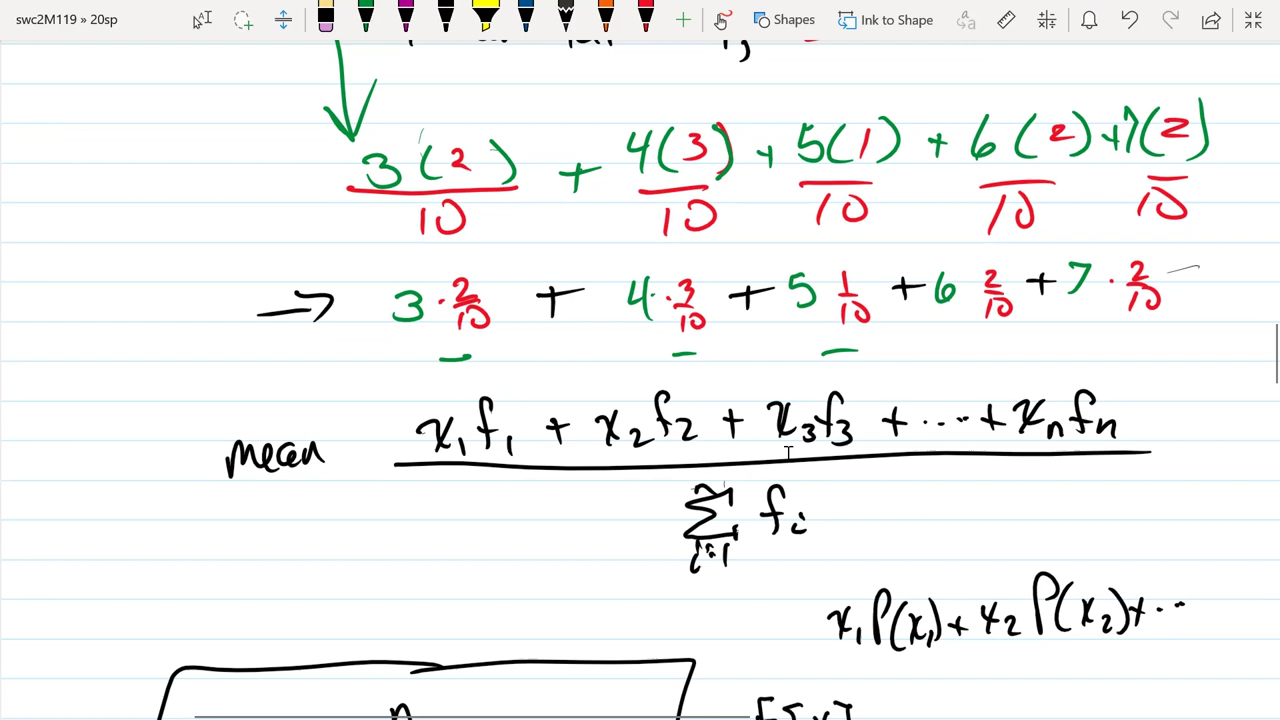 swc2M119 » 20sp
Shapes Ink to Shape
3(2)/10 + 4(3)/10 + 5(1)/10 + 6(2)/10 + 7(2)/10
⇒ 3 · 2/10 + 4 · 3/10 + 5 1/10 + 6 2/10 + 7 · 2/10
mean x₁f₁ + x₂f₂ + x₃f₃ + ··· + xₙfₙ
n
Σ fᵢ
i=1
x₁P(x₁) + x₂P(x₂) + ···
n